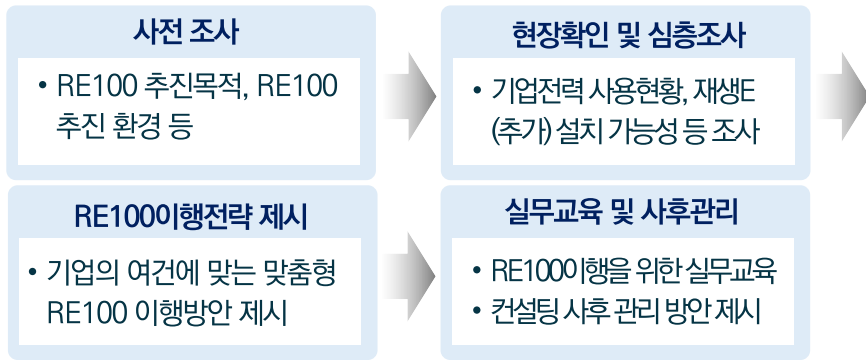 사전 조사
• RE100 추진목적, RE100
추진 환경 등
현장확인 및 심층조사
• 기업전력 사용현황, 재생E
(추가) 설치 가능성 등 조사
RE100이행전략 제시
• 기업의 여건에 맞는 맞춤형
RE100 이행방안 제시
실무교육 및 사후관리
• RE100이행을 위한 실무교육
• 컨설팅 사후 관리 방안 제시